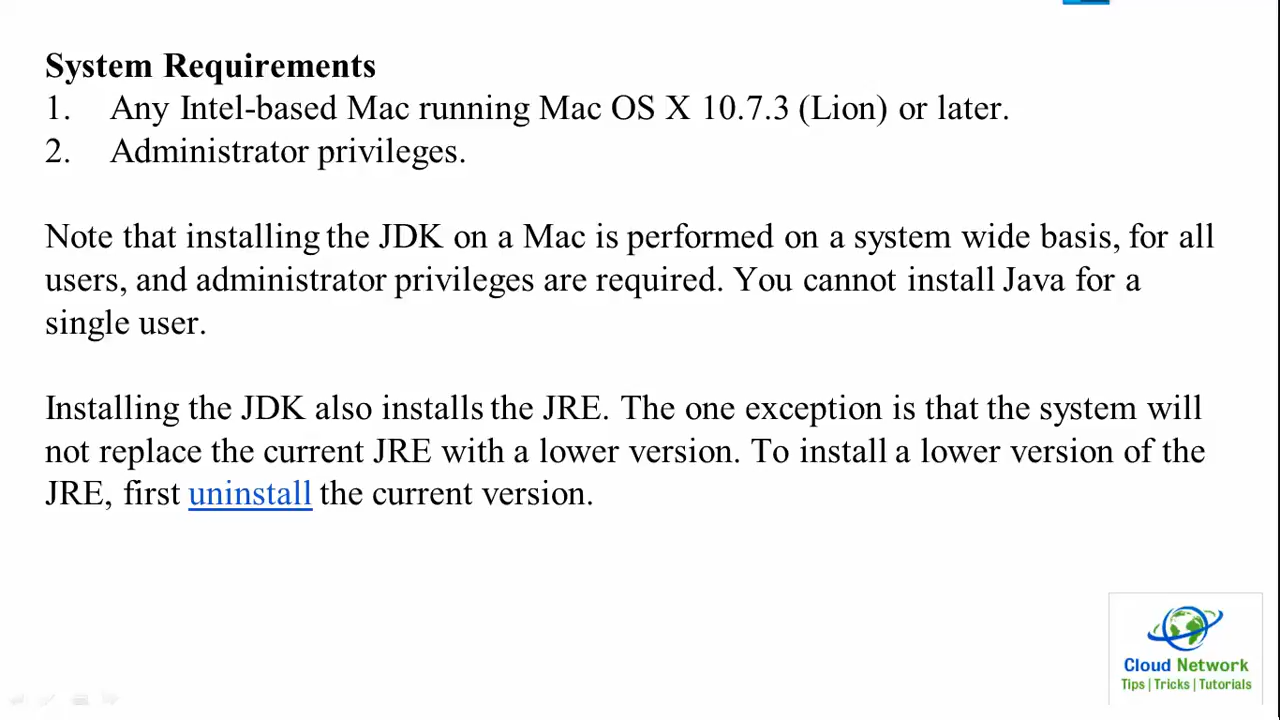 System Requirements
1. Any Intel-based Mac running Mac OS X 10.7.3 (Lion) or later.
2. Administrator privileges.
Note that installing the JDK on a Mac is performed on a system wide basis, for all
users, and administrator privileges are required. You cannot install Java for a
single user.
Installing the JDK also installs the JRE. The one exception is that the system will
not replace the current JRE with a lower version. To install a lower version of the
JRE, first uninstall the current version.
Cloud Network
Tips | Tricks | Tutorials